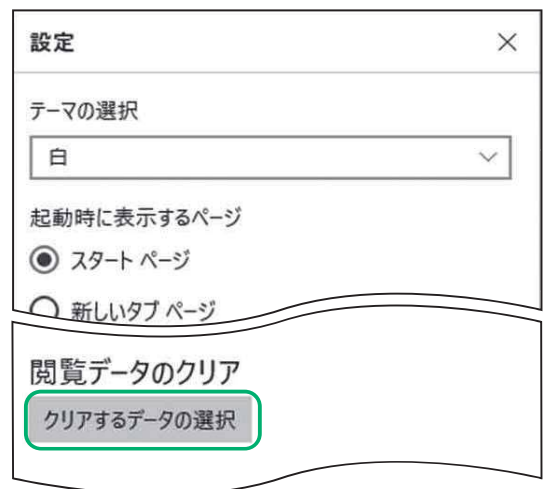 設定
テーマの選択
白
起動時に表示するページ
スタート ページ
新しいタブ ページ
閲覧データのクリア
クリアするデータの選択